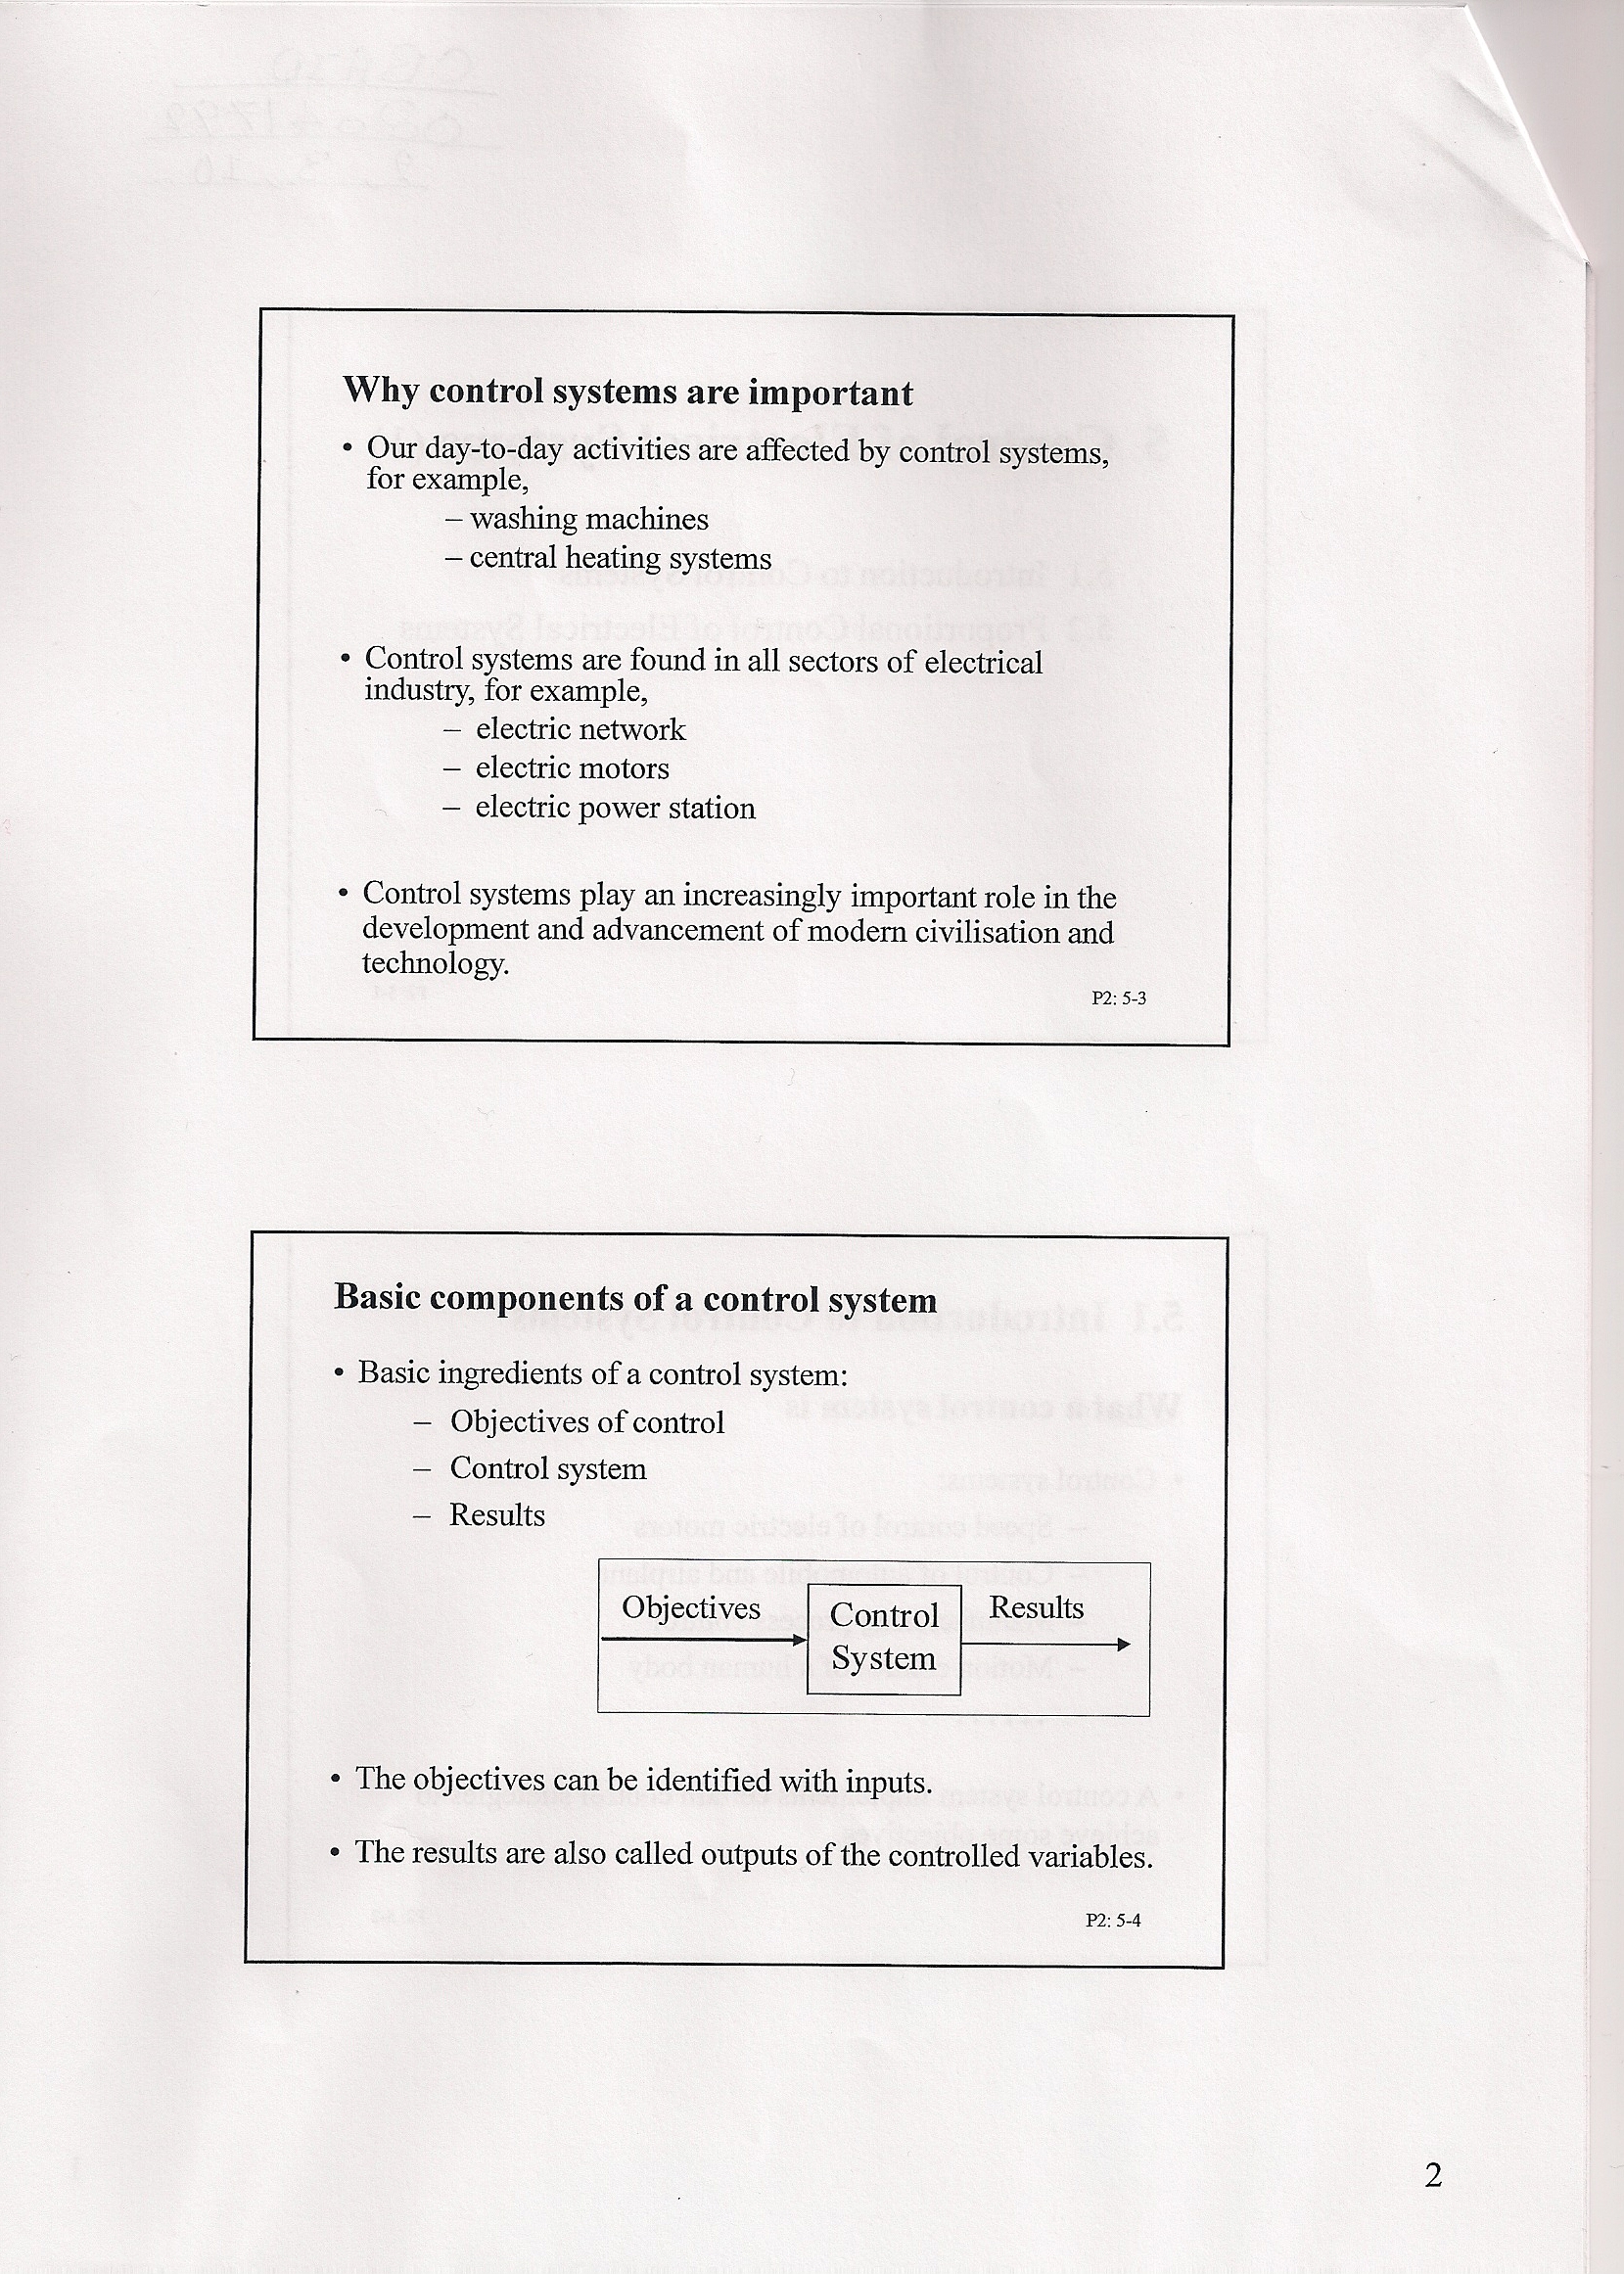 Why control systems are important
• Our day-to-day activities are affected by control systems,
for example,
– washing machines
– central heating systems
• Control systems are found in all sectors of electrical
industry, for example,
– electric network
– electric motors
– electric power station
• Control systems play an increasingly important role in the
development and advancement of modern civilisation and
technology.
P2: 5-3
Basic components of a control system
• Basic ingredients of a control system:
– Objectives of control
– Control system
– Results
Objectives
Control
System
Results
• The objectives can be identified with inputs.
• The results are also called outputs of the controlled variables.
P2: 5-4
2